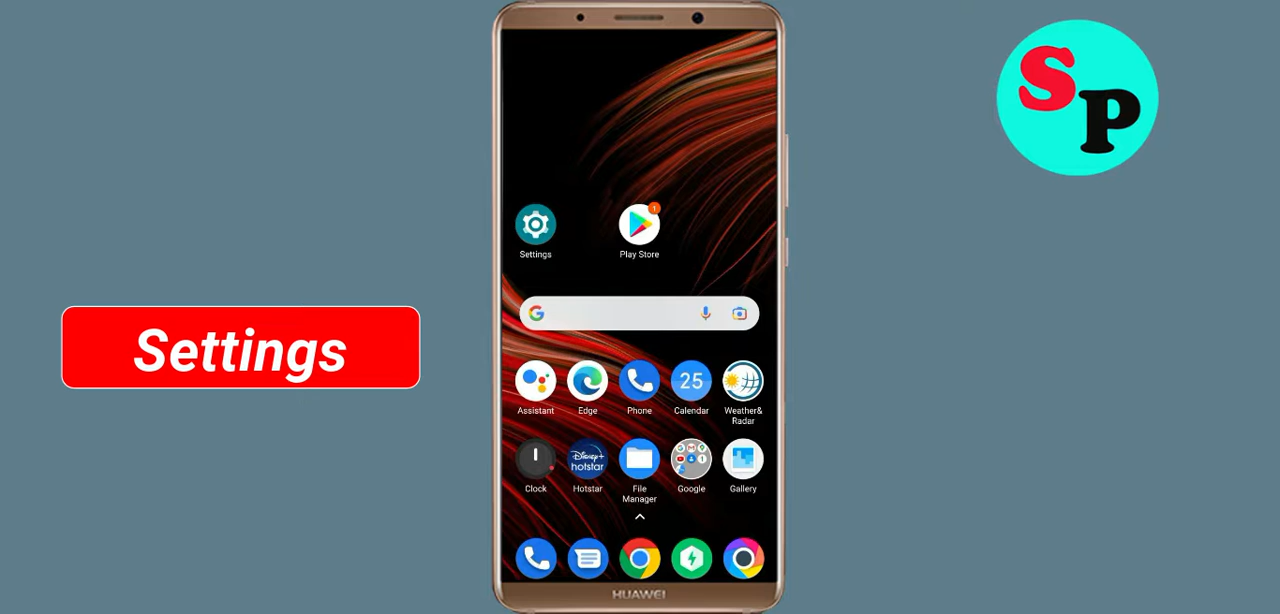 SP
Settings
Play Store
1
Settings
G
Assistant
Edge
Phone
25
Calendar
Weather&
Radar
Disney+
hotstar
Clock
Hotstar
File
Manager
Google
Gallery
HUAWEI